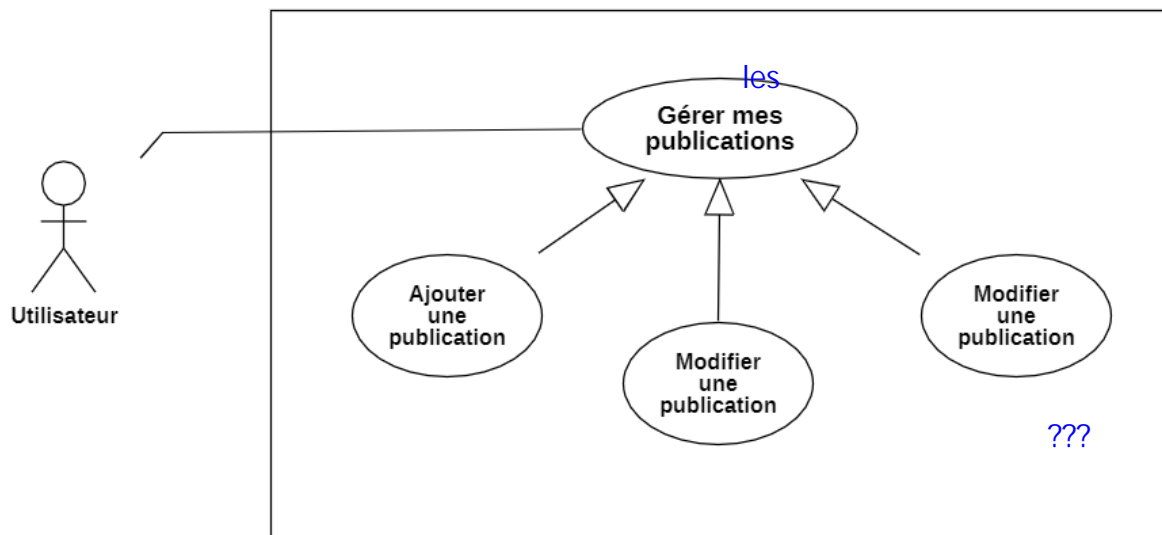 les
Gérer mes
publications
Utilisateur
Ajouter
une
publication
Modifier
une
publication
Modifier
une
publication
???